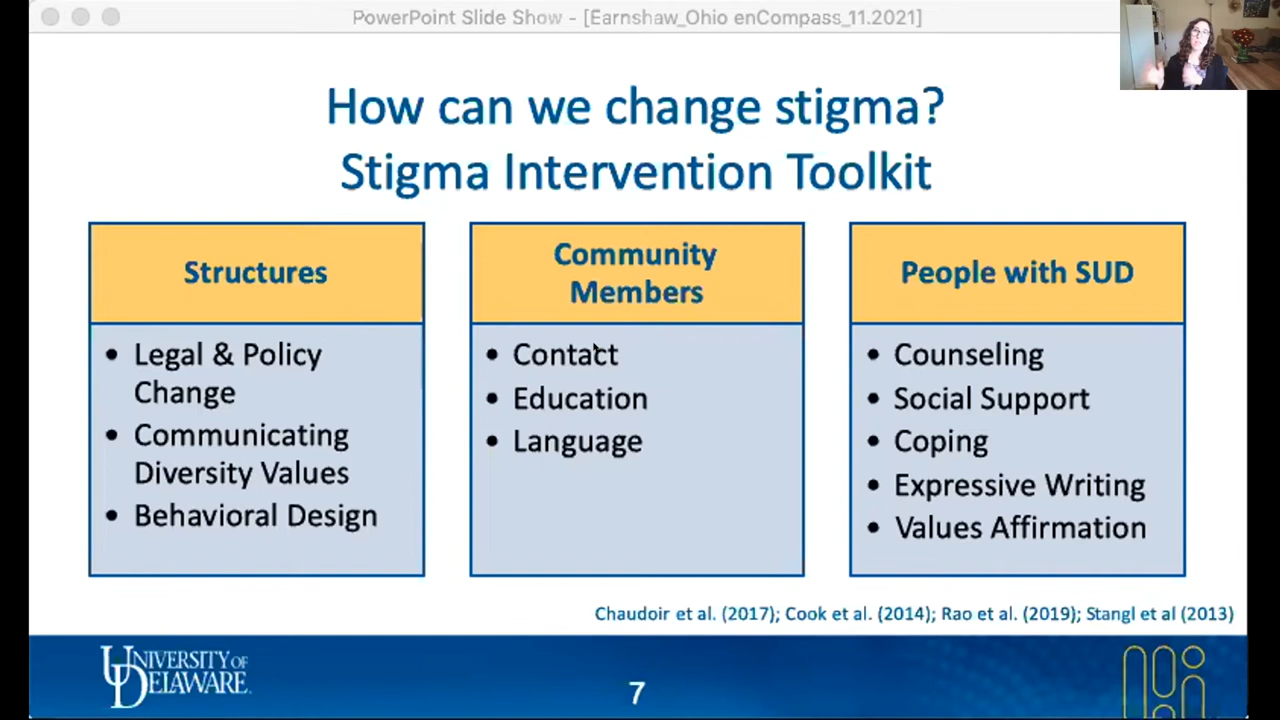 PowerPoint Slide Show - [Earnshaw_Ohio enCompass_11.2021]
How can we change stigma?
Stigma Intervention Toolkit
Structures
• Legal & Policy
Change
• Communicating
Diversity Values
• Behavioral Design
Community
Members
• Contact
• Education
• Language
People with SUD
• Counseling
• Social Support
• Coping
• Expressive Writing
• Values Affirmation
Chaudoir et al. (2017); Cook et al. (2014); Rao et al. (2019); Stangl et al (2013)
UNIVERSITY OF
DELAWARE.
7